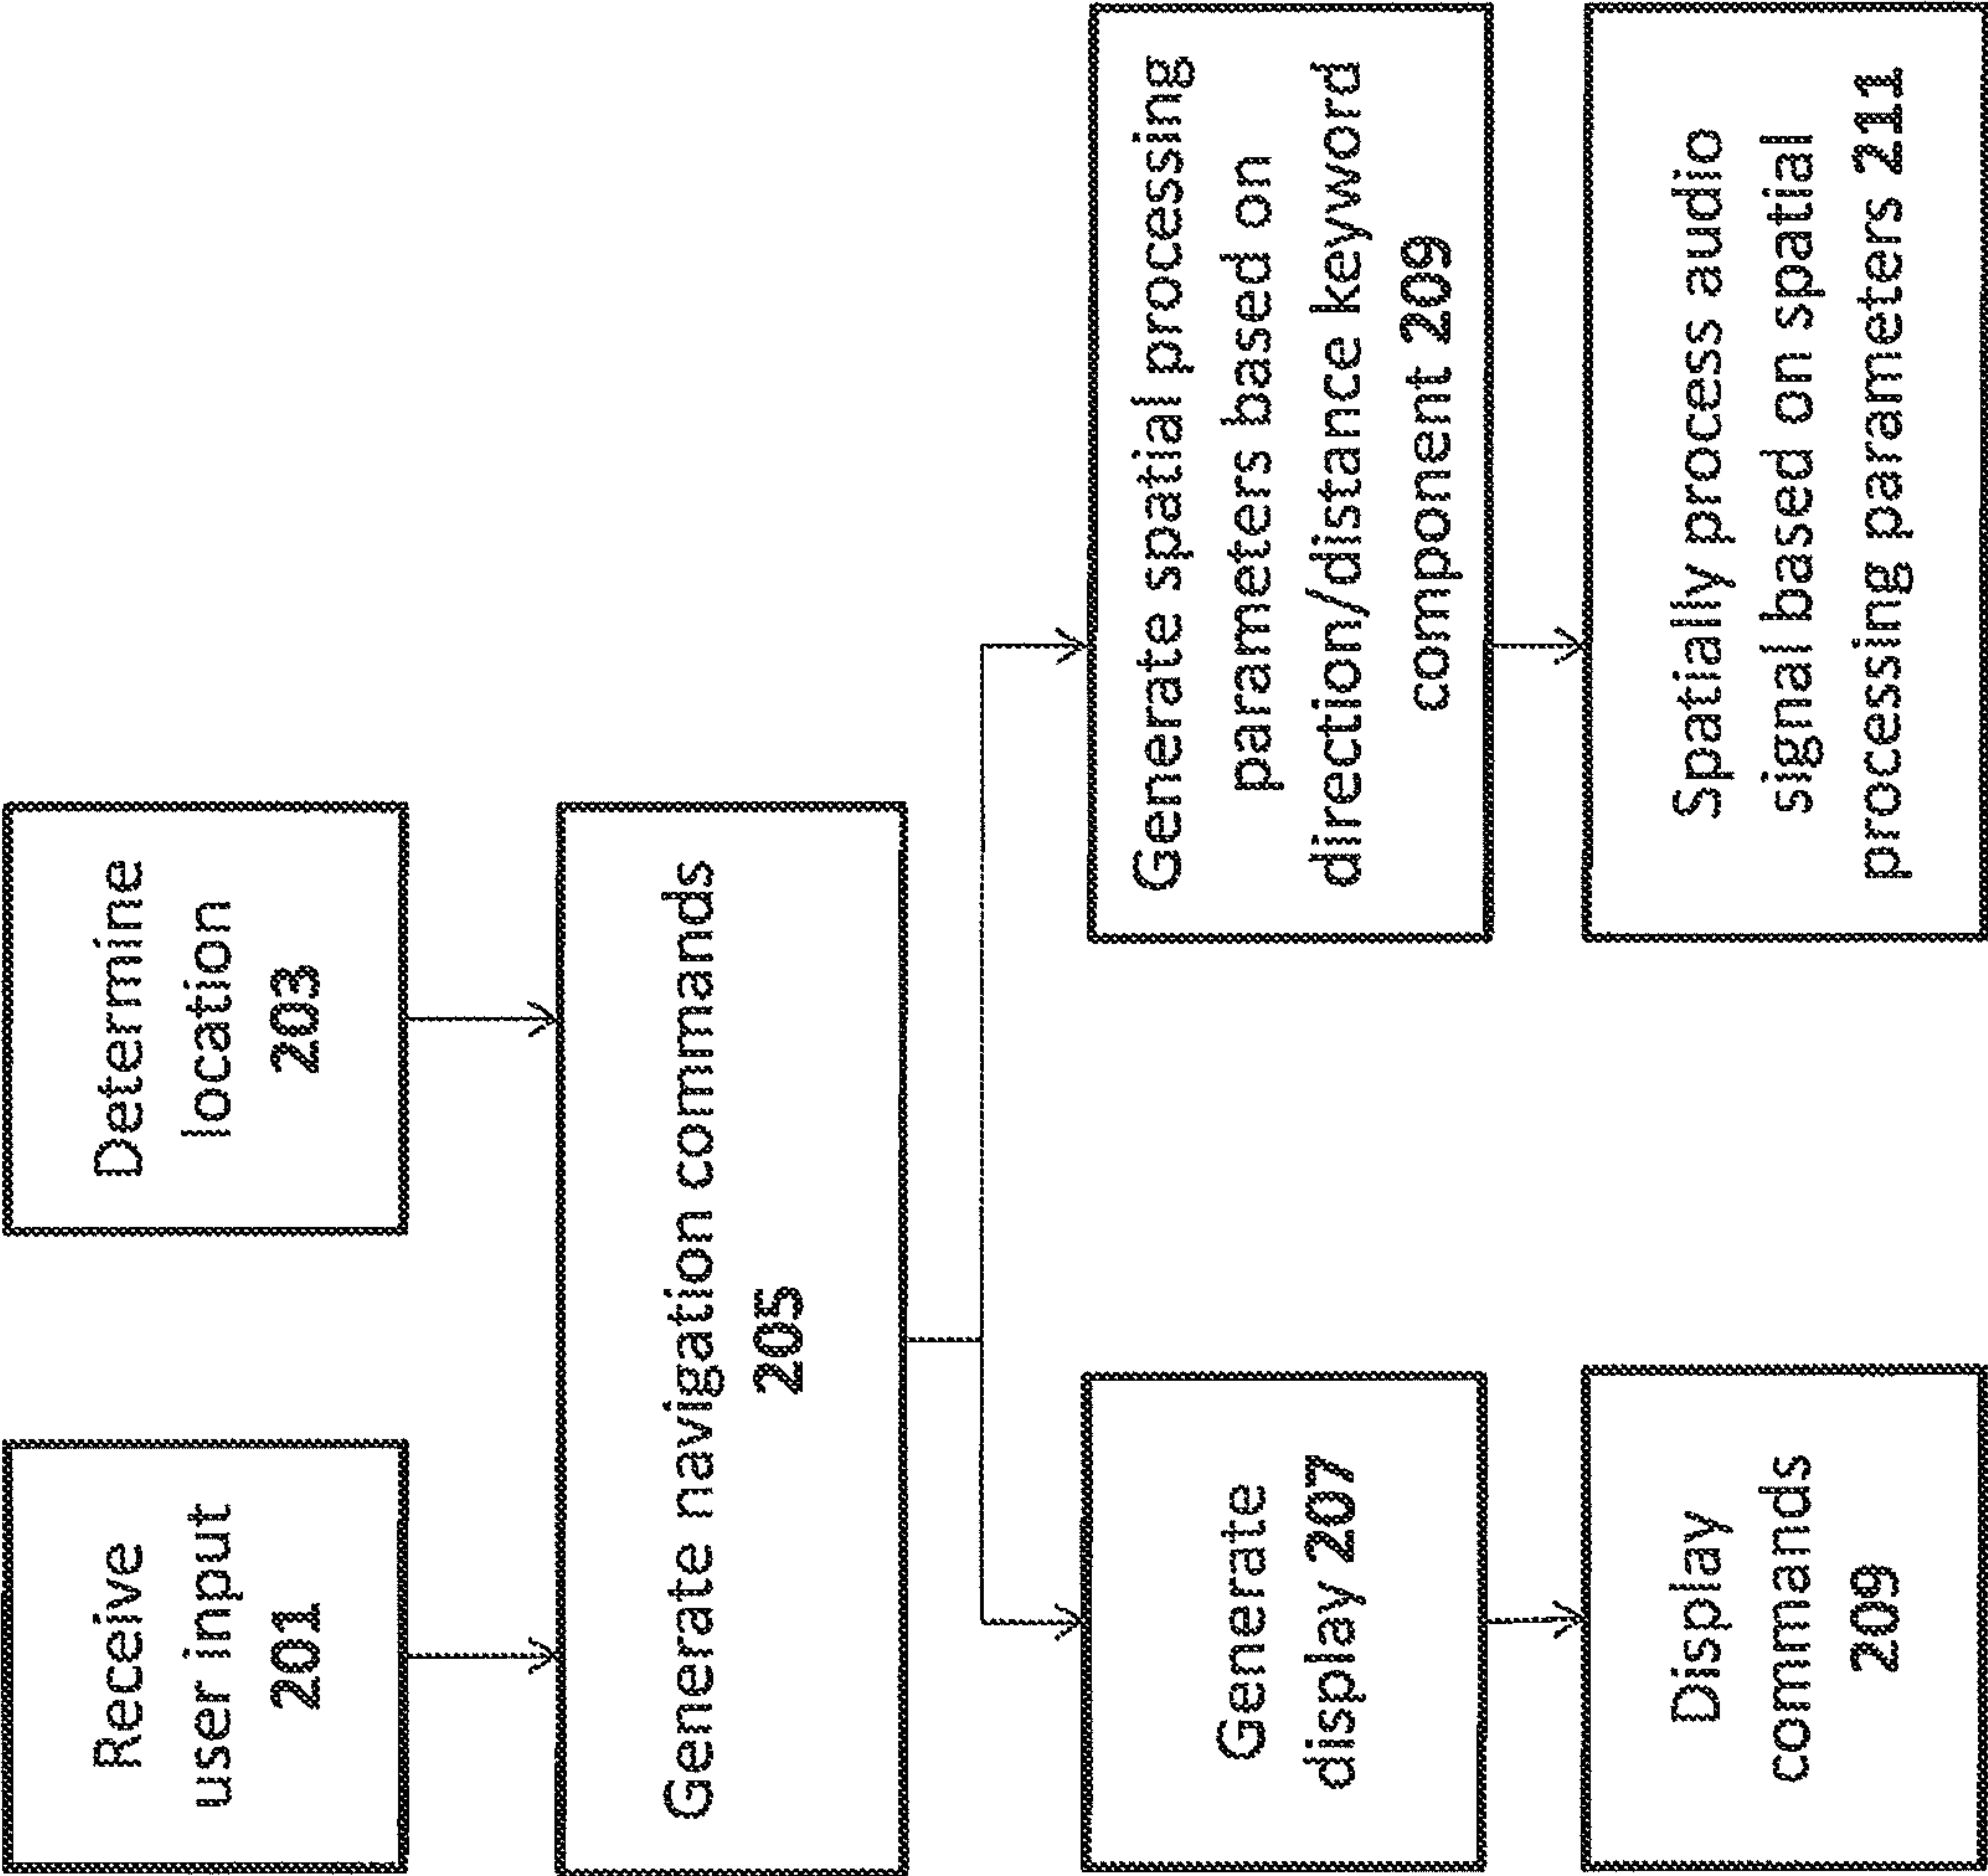 Receive
user input
201
Determine
location
203
Generate navigation commands
205
Generate
display 207
Generate spatial processing
parameters based on
direction/distance keyword
component 209
Display
commands
209
Spatially process audio
signal based on spatial
processing parameters 211